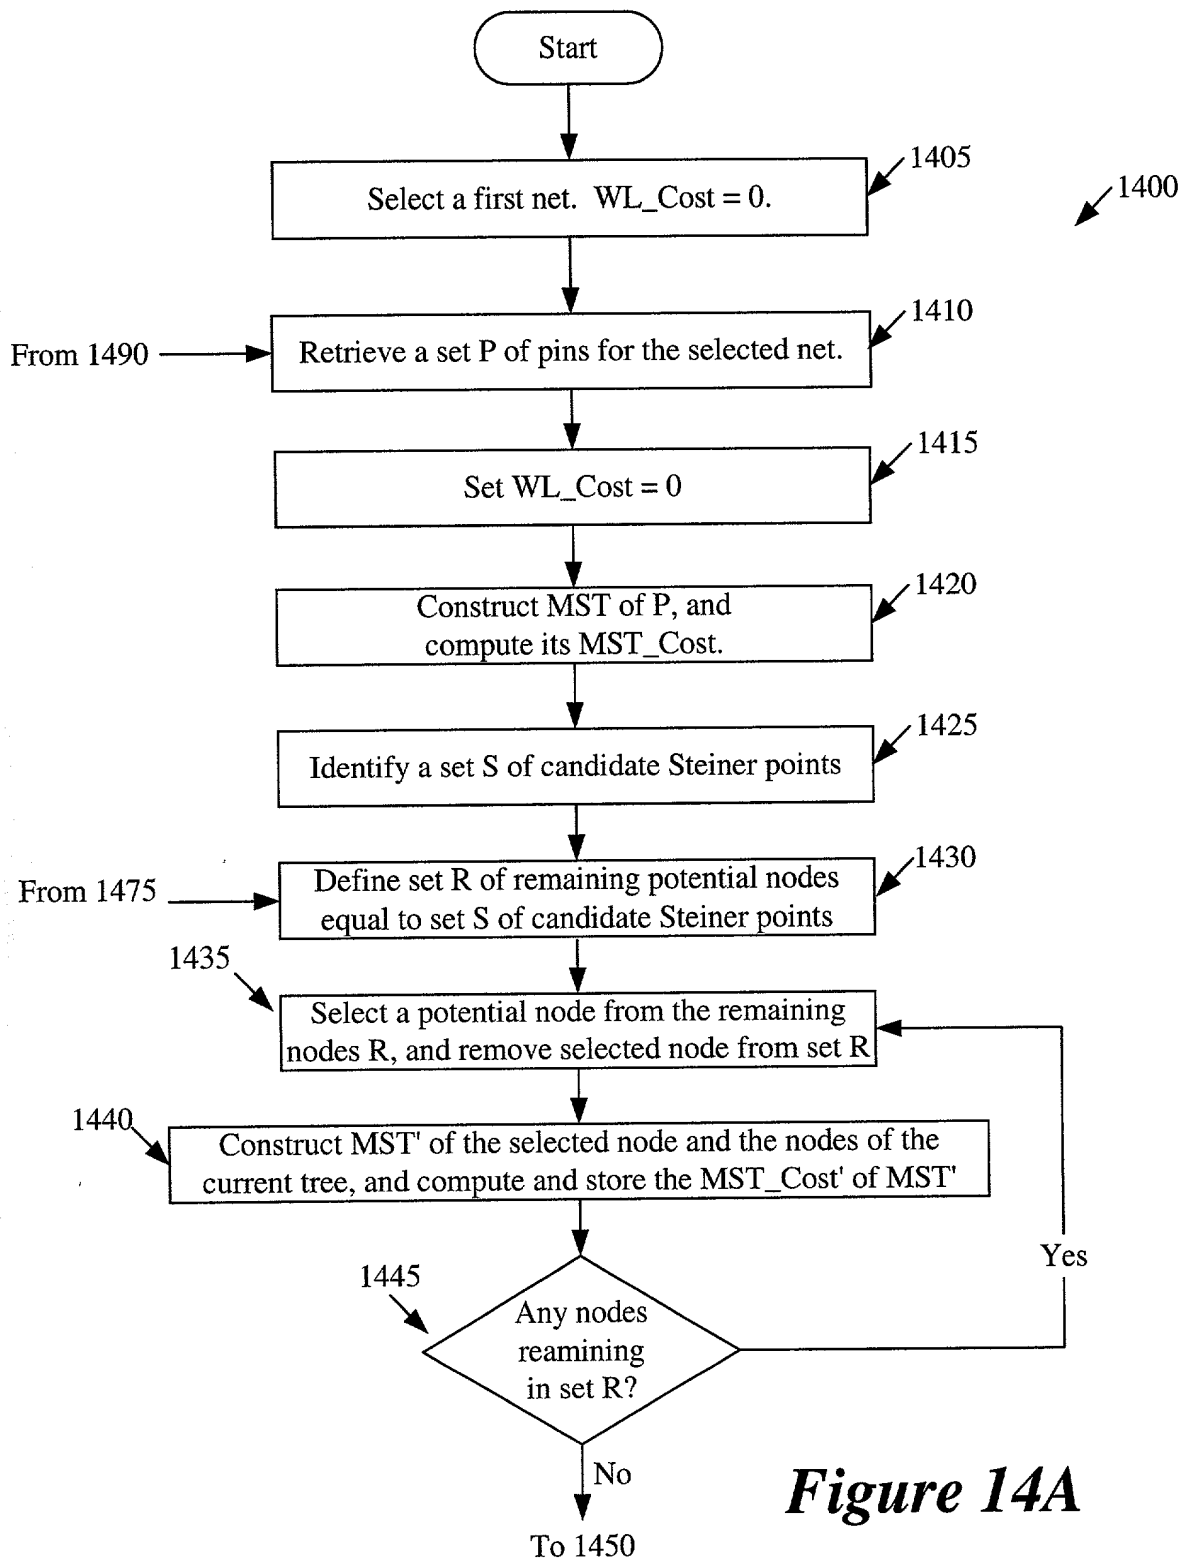 Start
1405
1400
Select a first net. WL_Cost = 0.
1410
From 1490
Retrieve a set P of pins for the selected net.
1415
Set WL_Cost = 0
1420
Construct MST of P, and
compute its MST_Cost.
1425
Identify a set S of candidate Steiner points
1430
From 1475
Define set R of remaining potential nodes
equal to set S of candidate Steiner points
1435
Select a potential node from the remaining
nodes R, and remove selected node from set R
1440
Construct MST' of the selected node and the nodes of the
current tree, and compute and store the MST_Cost' of MST'
Yes
1445
Any nodes
reamining
in set R?
No
Figure 14A
To 1450